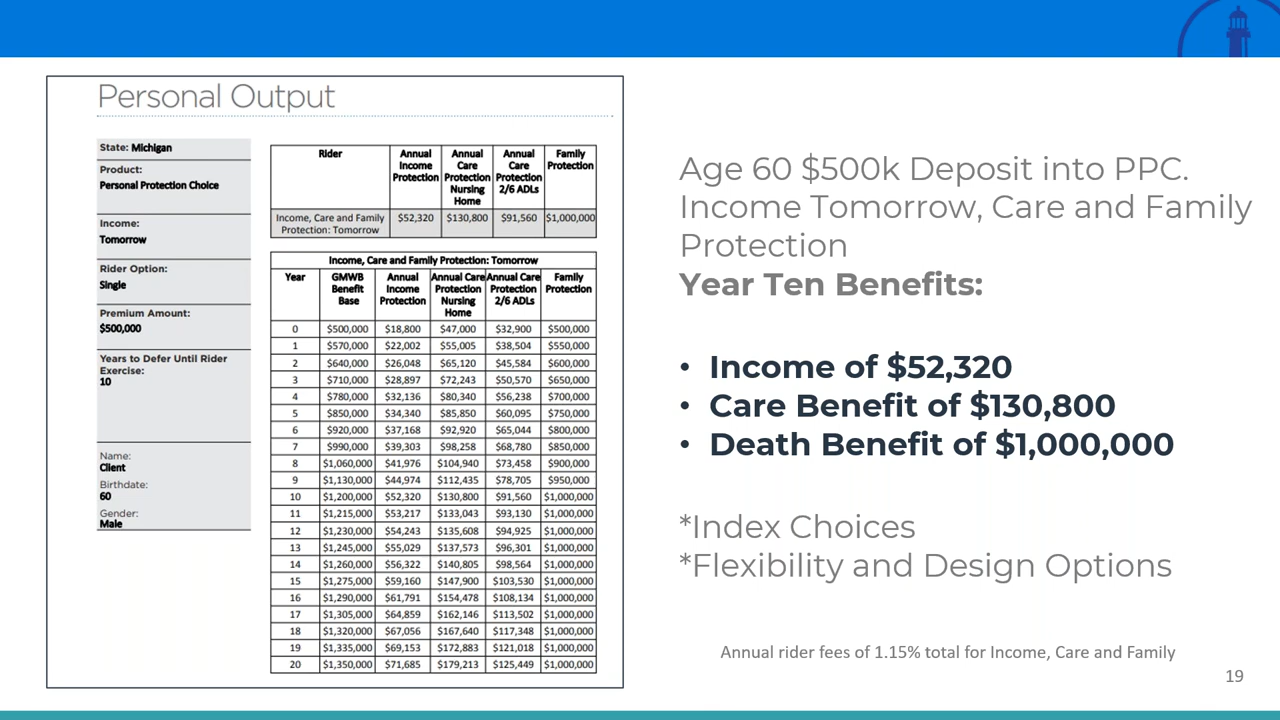 Personal Output
State: Michigan
Product:
Personal Protection Choice
Income:
Tomorrow
Rider Option:
Single
Premium Amount:
$500,000
Years to Defer Until Rider
Exercise:
10
Name:
Client
Birthdate:
60
Gender:
Male
Rider Annual Income Protection Annual Care Protection Nursing Home Annual Care Protection 2/6 ADLs Family Protection
Income, Care and Family Protection: Tomorrow $52,320 $130,800 $91,560 $1,000,000
Income, Care and Family Protection: Tomorrow
Year GMWB Benefit Base Annual Income Protection Annual Care Protection Nursing Home Annual Care Protection 2/6 ADLs Family Protection
0 $500,000 $18,800 $47,000 $32,900 $500,000
1 $570,000 $22,002 $55,005 $38,504 $550,000
2 $640,000 $26,048 $65,120 $45,584 $600,000
3 $710,000 $28,897 $72,243 $50,570 $650,000
4 $780,000 $32,136 $80,340 $56,238 $700,000
5 $850,000 $34,340 $85,850 $60,095 $750,000
6 $920,000 $37,168 $92,920 $65,044 $800,000
7 $990,000 $39,303 $98,258 $68,780 $850,000
8 $1,060,000 $41,976 $104,940 $73,458 $900,000
9 $1,130,000 $44,974 $112,435 $78,705 $950,000
10 $1,200,000 $52,320 $130,800 $91,560 $1,000,000
11 $1,215,000 $53,217 $133,043 $93,130 $1,000,000
12 $1,230,000 $54,243 $135,608 $94,925 $1,000,000
13 $1,245,000 $55,029 $137,573 $96,301 $1,000,000
14 $1,260,000 $56,322 $140,805 $98,564 $1,000,000
15 $1,275,000 $59,160 $147,900 $103,530 $1,000,000
16 $1,290,000 $61,791 $154,478 $108,134 $1,000,000
17 $1,305,000 $64,859 $162,146 $113,502 $1,000,000
18 $1,320,000 $67,056 $167,640 $117,348 $1,000,000
19 $1,335,000 $69,153 $172,883 $121,018 $1,000,000
20 $1,350,000 $71,685 $179,213 $125,449 $1,000,000
Age 60 $500k Deposit into PPC.
Income Tomorrow, Care and Family
Protection
Year Ten Benefits:
• Income of $52,320
• Care Benefit of $130,800
• Death Benefit of $1,000,000
*Index Choices
*Flexibility and Design Options
Annual rider fees of 1.15% total for Income, Care and Family
19